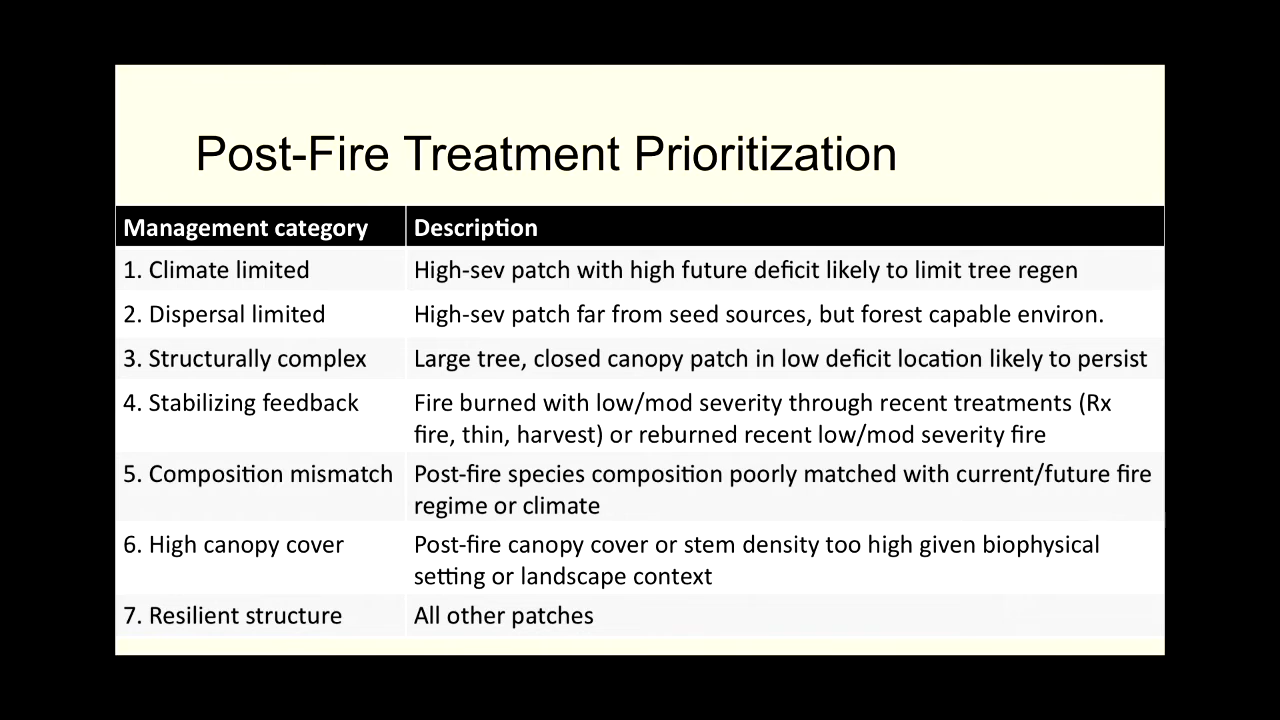 Post-Fire Treatment Prioritization
Management category Description
1. Climate limited High-sev patch with high future deficit likely to limit tree regen
2. Dispersal limited High-sev patch far from seed sources, but forest capable environ.
3. Structurally complex Large tree, closed canopy patch in low deficit location likely to persist
4. Stabilizing feedback Fire burned with low/mod severity through recent treatments (Rx
fire, thin, harvest) or reburned recent low/mod severity fire
5. Composition mismatch Post-fire species composition poorly matched with current/future fire
regime or climate
6. High canopy cover Post-fire canopy cover or stem density too high given biophysical
setting or landscape context
7. Resilient structure All other patches